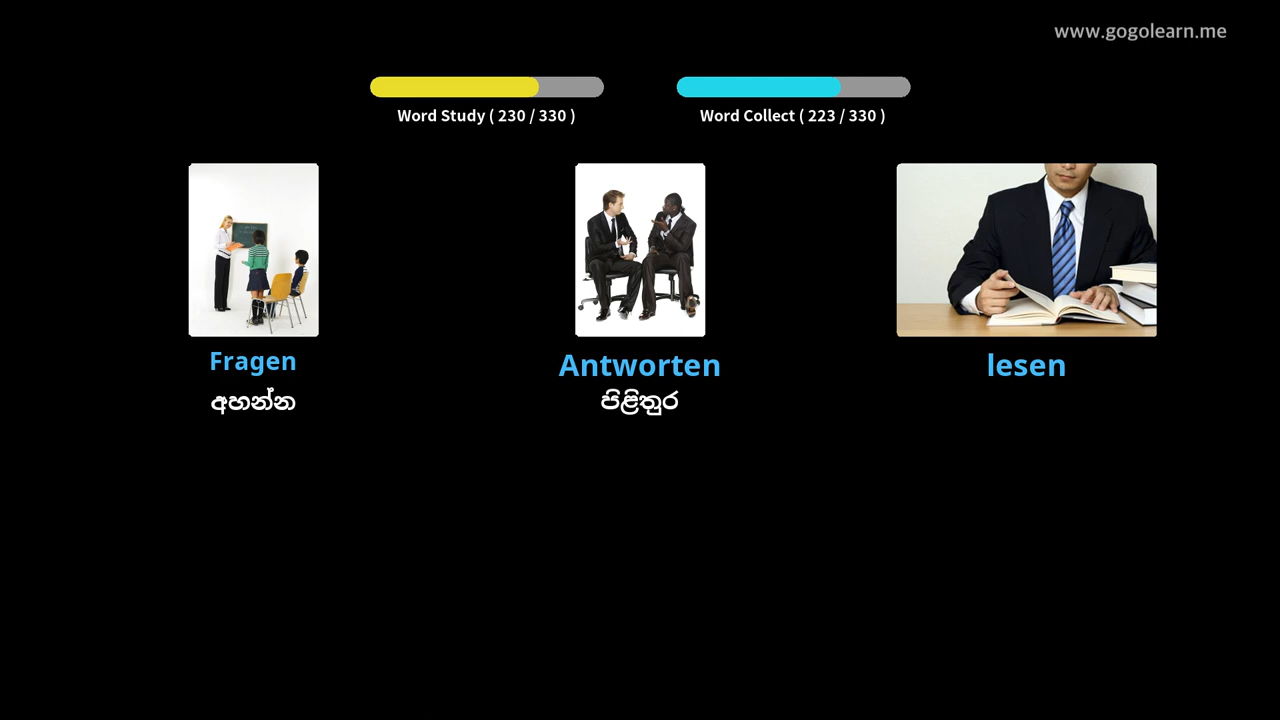 www.gogolearn.me
Word Study ( 230 / 330 )
Word Collect ( 223 / 330 )
Fragen
Antworten
lesen
අහන්න
පිළිතුර